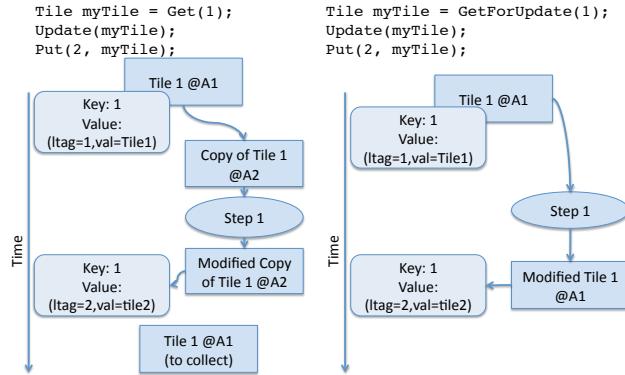 Tile myTile = Get(1);
Update(myTile);
Put(2, myTile);
Tile 1 @A1
Key: 1
Value:
(ltag=1,val=Tile1)
Copy of Tile 1
@A2
Step 1
Time
Key: 1
Value:
(ltag=2,val=tile2)
Modified Copy
of Tile 1 @A2
Tile 1 @A1
(to collect)
Tile myTile = GetForUpdate(1);
Update(myTile);
Put(2, myTile);
Tile 1 @A1
Key: 1
Value:
(ltag=1,val=Tile1)
Step 1
Time
Key: 1
Value:
(ltag=2,val=tile2)
Modified Tile 1
@A1